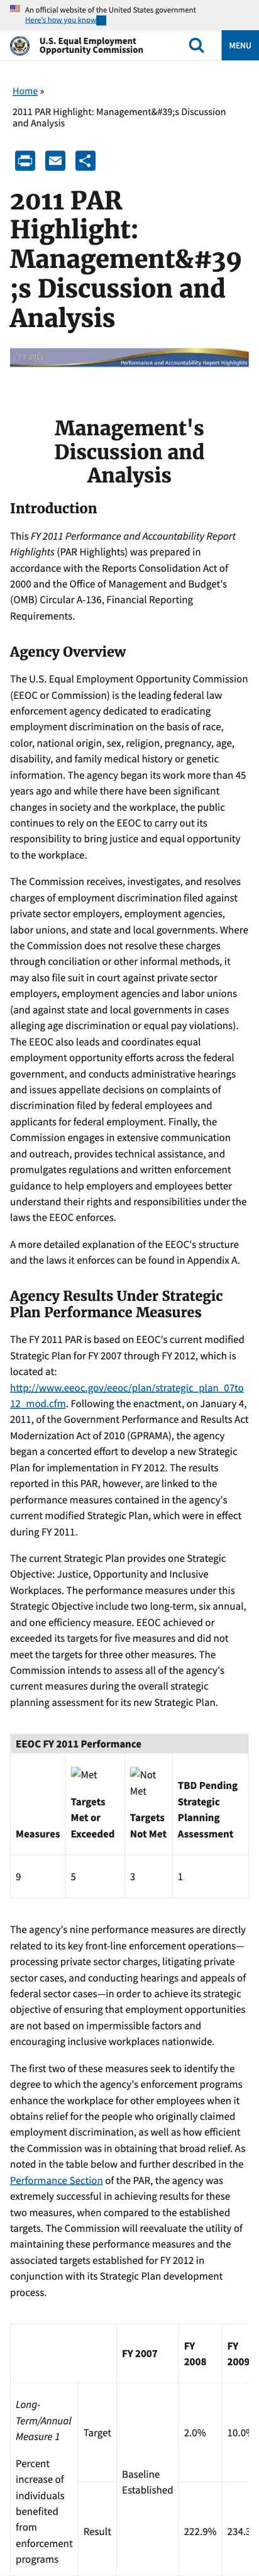 An official website of the United States government
Here's how you know
U.S. Equal Employment
Opportunity Commission
MENU
Home »
2011 PAR Highlight: Management&#39;s Discussion
and Analysis
2011 PAR
Highlight:
Management&#39
;s Discussion and
Analysis
FY 2011
Performance and Accountability Report Highlights
Management's
Discussion and
Analysis
Introduction
This FY 2011 Performance and Accountability Report
Highlights (PAR Highlights) was prepared in
accordance with the Reports Consolidation Act of
2000 and the Office of Management and Budget's
(OMB) Circular A-136, Financial Reporting
Requirements.
Agency Overview
The U.S. Equal Employment Opportunity Commission
(EEOC or Commission) is the leading federal law
enforcement agency dedicated to eradicating
employment discrimination on the basis of race,
color, national origin, sex, religion, pregnancy, age,
disability, and family medical history or genetic
information. The agency began its work more than 45
years ago and while there have been significant
changes in society and the workplace, the public
continues to rely on the EEOC to carry out its
responsibility to bring justice and equal opportunity
to the workplace.
The Commission receives, investigates, and resolves
charges of employment discrimination filed against
private sector employers, employment agencies,
labor unions, and state and local governments. Where
the Commission does not resolve these charges
through conciliation or other informal methods, it
may also file suit in court against private sector
employers, employment agencies and labor unions
(and against state and local governments in cases
alleging age discrimination or equal pay violations).
The EEOC also leads and coordinates equal
employment opportunity efforts across the federal
government, and conducts administrative hearings
and issues appellate decisions on complaints of
discrimination filed by federal employees and
applicants for federal employment. Finally, the
Commission engages in extensive communication
and outreach, provides technical assistance, and
promulgates regulations and written enforcement
guidance to help employers and employees better
understand their rights and responsibilities under the
laws the EEOC enforces.
A more detailed explanation of the EEOC's structure
and the laws it enforces can be found in Appendix A.
Agency Results Under Strategic
Plan Performance Measures
The FY 2011 PAR is based on EEOC's current modified
Strategic Plan for FY 2007 through FY 2012, which is
located at:
http://www.eeoc.gov/eeoc/plan/strategic_plan_07to
12_mod.cfm. Following the enactment, on January 4,
2011, of the Government Performance and Results Act
Modernization Act of 2010 (GPRAMA), the agency
began a concerted effort to develop a new Strategic
Plan for implementation in FY 2012. The results
reported in this PAR, however, are linked to the
performance measures contained in the agency's
current modified Strategic Plan, which were in effect
during FY 2011.
The current Strategic Plan provides one Strategic
Objective: Justice, Opportunity and Inclusive
Workplaces. The performance measures under this
Strategic Objective include two long-term, six annual,
and one efficiency measure. EEOC achieved or
exceeded its targets for five measures and did not
meet the targets for three other measures. The
Commission intends to assess all of the agency's
current measures during the overall strategic
planning assessment for its new Strategic Plan.
EEOC FY 2011 Performance
Measures
Met
Targets
Met or
Exceeded
Not
Met
Targets
Not Met
TBD Pending
Strategic
Planning
Assessment
9 5 3 1
The agency's nine performance measures are directly
related to its key front-line enforcement operations—
processing private sector charges, litigating private
sector cases, and conducting hearings and appeals of
federal sector cases—in order to achieve its strategic
objective of ensuring that employment opportunities
are not based on impermissible factors and
encouraging inclusive workplaces nationwide.
The first two of these measures seek to identify the
degree to which the agency's enforcement programs
enhance the workplace for other employees when it
obtains relief for the people who originally claimed
employment discrimination, as well as how efficient
the Commission was in obtaining that broad relief. As
noted in the table below and further described in the
Performance Section of the PAR, the agency was
extremely successful in achieving results for these
two measures, when compared to the established
targets. The Commission will reevaluate the utility of
maintaining these performance measures and the
associated targets established for FY 2012 in
conjunction with its Strategic Plan development
process.
FY 2007
FY
2008
FY
2009
Long-
Term/Annual
Measure 1
Percent
increase of
individuals
benefited
from
enforcement
programs
Target
Baseline
Established
2.0% 10.0%
Result
222.9% 234.3